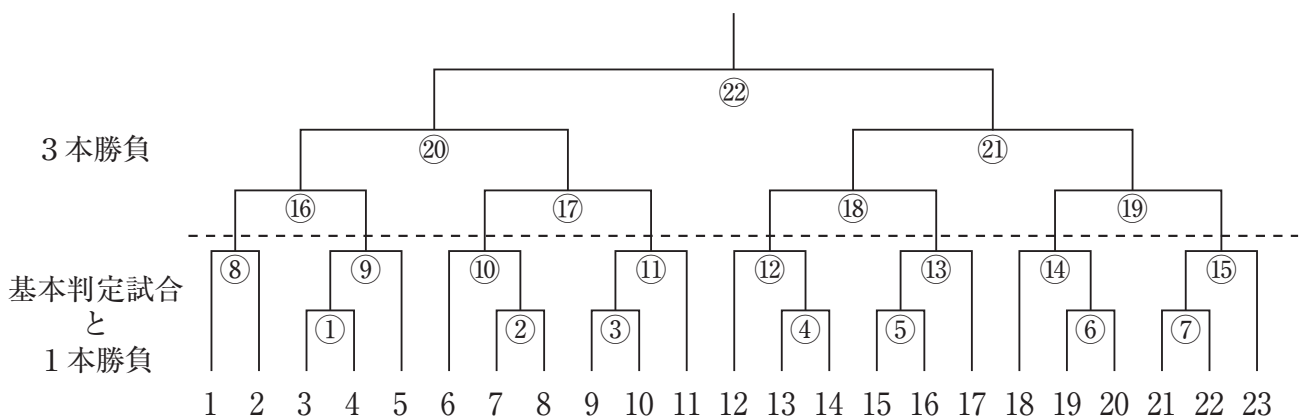 ㉒
3本勝負
⑳ ㉑
⑯ ⑰ ⑱ ⑲
基本判定試合
と
1本勝負
⑧ ⑨ ⑩ ⑪ ⑫ ⑬ ⑭ ⑮
① ② ③ ④ ⑤ ⑥ ⑦
1 2 3 4 5 6 7 8 9 10 11 12 13 14 15 16 17 18 19 20 21 22 23